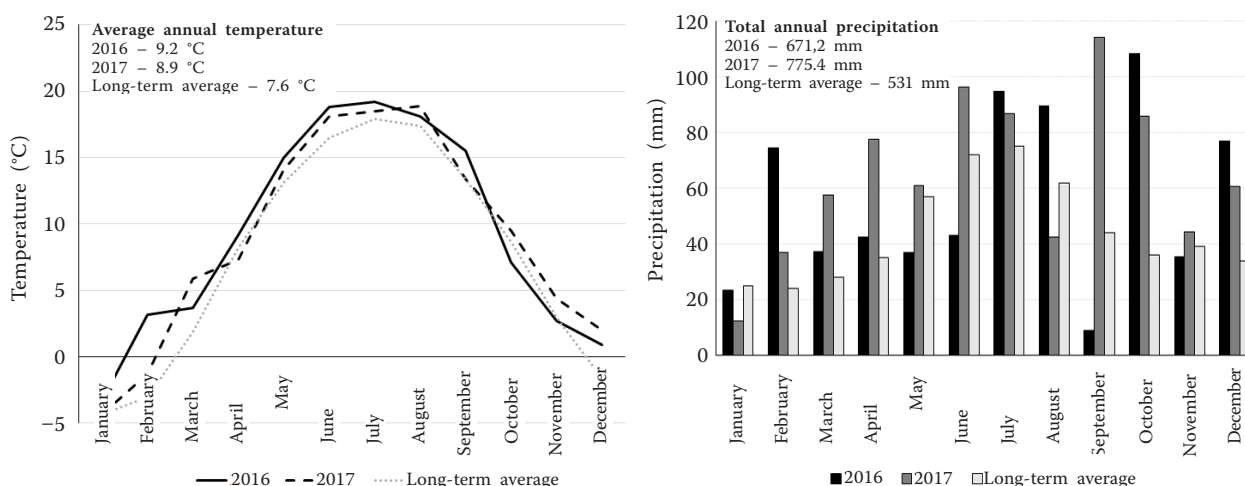 Average annual temperature
2016 – 9.2 °C
2017 – 8.9 °C
Long-term average – 7.6 °C
Temperature (°C)
25
20
15
10
5
0
−5
January
February
March
April
May
June
July
August
September
October
November
December
2016
2017
Long-term average
Total annual precipitation
2016 – 671,2 mm
2017 – 775.4 mm
Long-term average – 531 mm
Precipitation (mm)
120
100
80
60
40
20
0
January
February
March
April
May
June
July
August
September
October
November
December
2016
2017
Long-term average